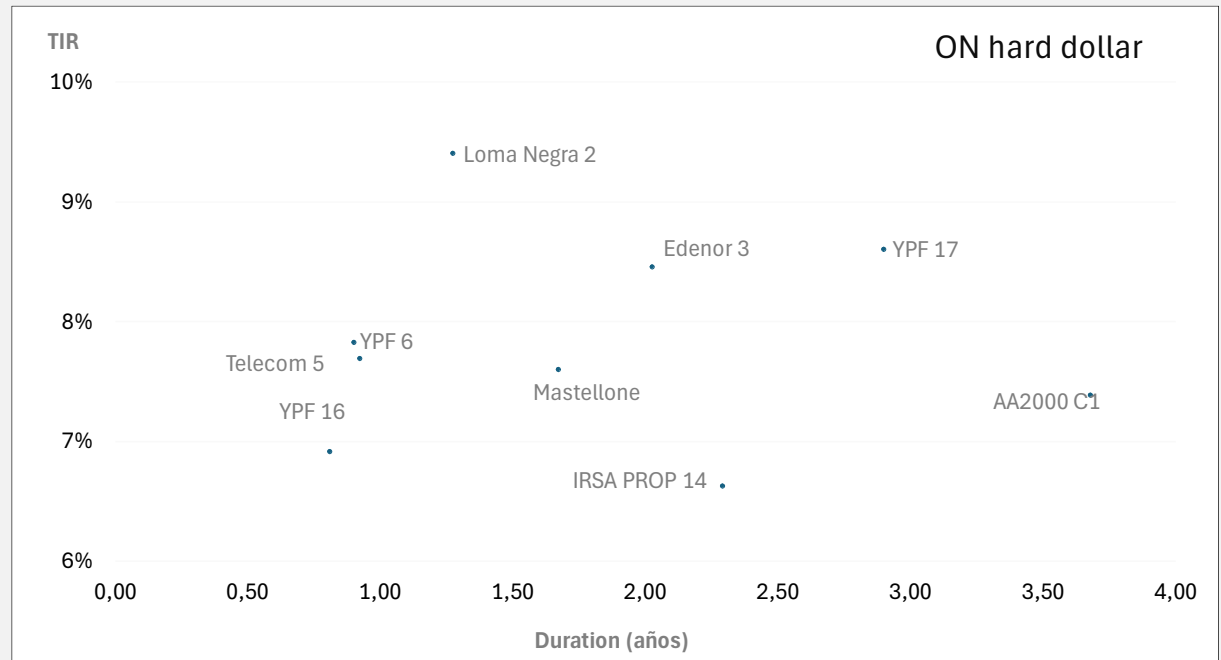 TIR
ON hard dollar
10%
Loma Negra 2
9%
Edenor 3
YPF 17
8%
YPF 6
Telecom 5
Mastellone
AA2000 C1
YPF 16
7%
IRSA PROP 14
6%
0,00 0,50 1,00 1,50 2,00 2,50 3,00 3,50 4,00
Duration (años)